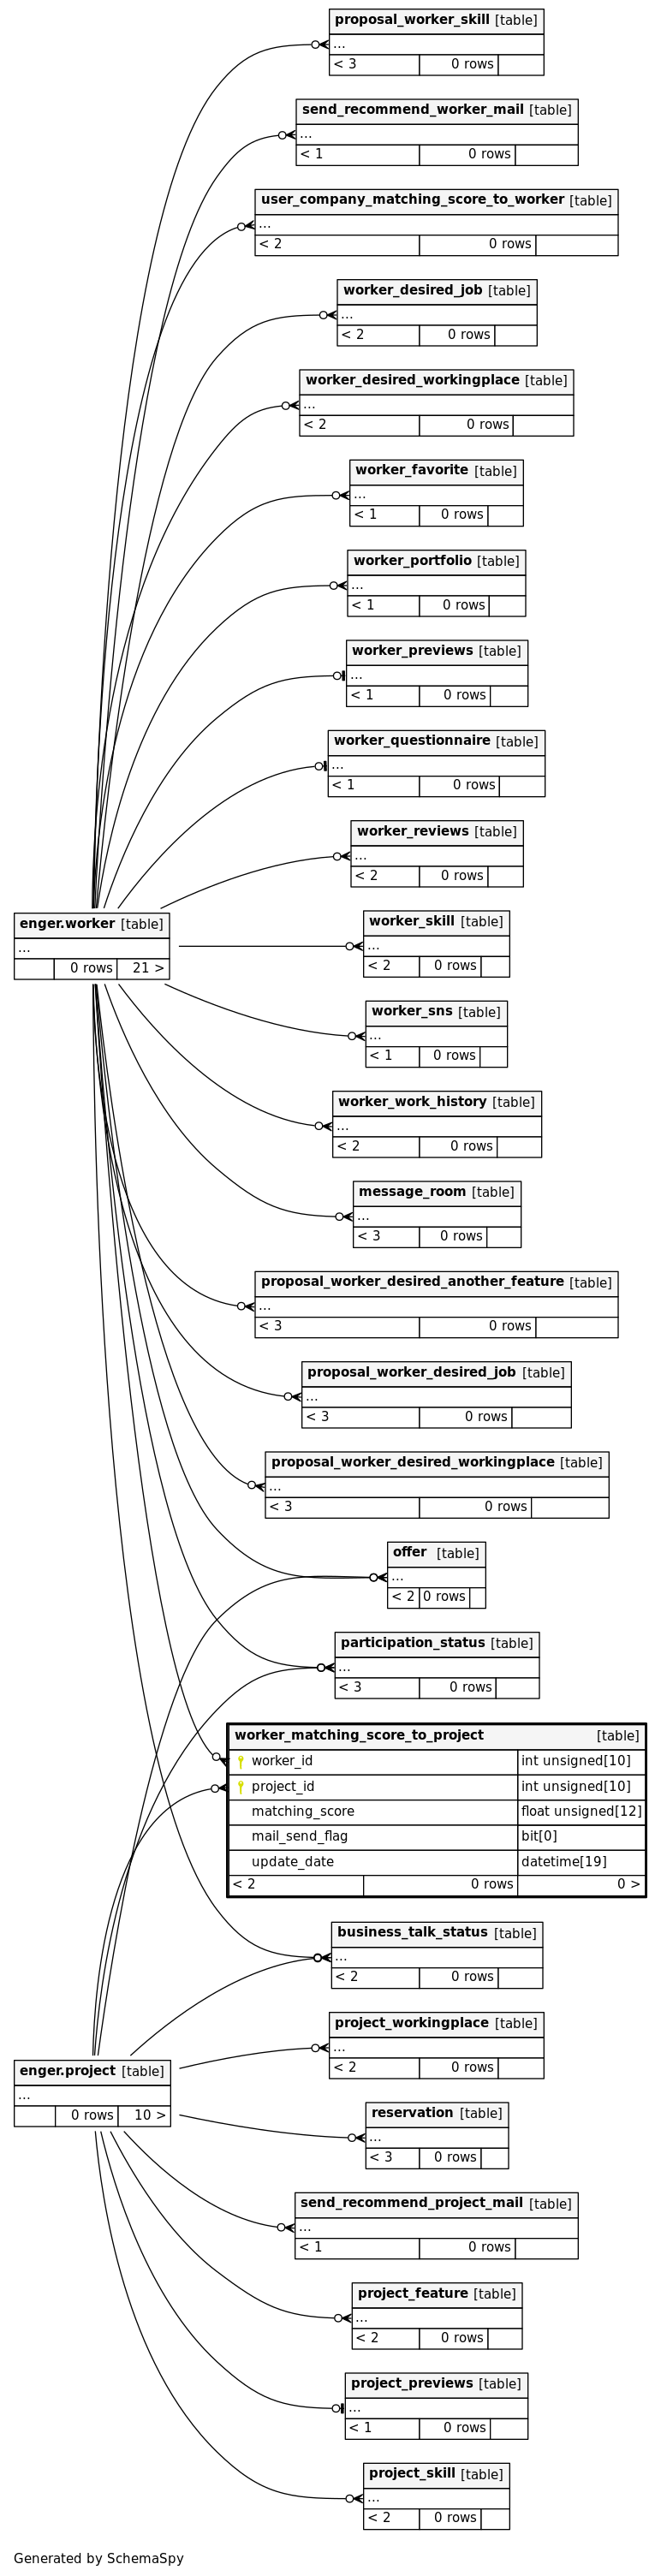 proposal_worker_skill [table]
...
< 3 0 rows
send_recommend_worker_mail [table]
...
< 1 0 rows
user_company_matching_score_to_worker [table]
...
< 2 0 rows
worker_desired_job [table]
...
< 2 0 rows
worker_desired_workingplace [table]
...
< 2 0 rows
worker_favorite [table]
...
< 1 0 rows
worker_portfolio [table]
...
< 1 0 rows
worker_previews [table]
...
< 1 0 rows
worker_questionnaire [table]
...
< 1 0 rows
worker_reviews [table]
...
< 2 0 rows
enger.worker [table]
...
0 rows 21 >
worker_skill [table]
...
< 2 0 rows
worker_sns [table]
...
< 1 0 rows
worker_work_history [table]
...
< 2 0 rows
message_room [table]
...
< 3 0 rows
proposal_worker_desired_another_feature [table]
...
< 3 0 rows
proposal_worker_desired_job [table]
...
< 3 0 rows
proposal_worker_desired_workingplace [table]
...
< 3 0 rows
offer [table]
...
< 2 0 rows
participation_status [table]
...
< 3 0 rows
worker_matching_score_to_project [table]
worker_id int unsigned[10]
project_id int unsigned[10]
matching_score float unsigned[12]
mail_send_flag bit[0]
update_date datetime[19]
< 2 0 rows 0 >
business_talk_status [table]
...
< 2 0 rows
project_workingplace [table]
...
< 2 0 rows
enger.project [table]
...
0 rows 10 >
reservation [table]
...
< 3 0 rows
send_recommend_project_mail [table]
...
< 1 0 rows
project_feature [table]
...
< 2 0 rows
project_previews [table]
...
< 1 0 rows
project_skill [table]
...
< 2 0 rows
Generated by SchemaSpy